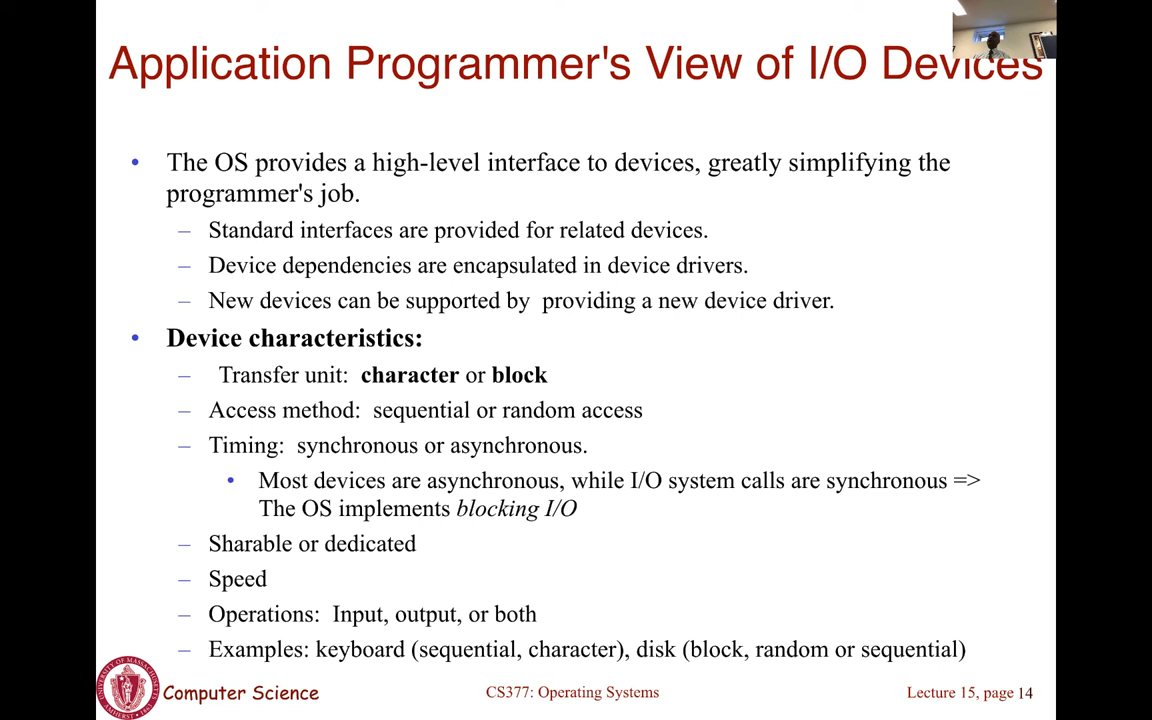 Application Programmer's View of I/O Devices
• The OS provides a high-level interface to devices, greatly simplifying the
programmer's job.
– Standard interfaces are provided for related devices.
– Device dependencies are encapsulated in device drivers.
– New devices can be supported by  providing a new device driver.
• Device characteristics:
– Transfer unit:  character or block
– Access method:  sequential or random access
– Timing:  synchronous or asynchronous.
• Most devices are asynchronous, while I/O system calls are synchronous =>
The OS implements blocking I/O
– Sharable or dedicated
– Speed
– Operations:  Input, output, or both
– Examples: keyboard (sequential, character), disk (block, random or sequential)
UNIVERSITY OF MASSACHUSETTS AMHERST 1863
Computer Science
CS377: Operating Systems
Lecture 15, page 14